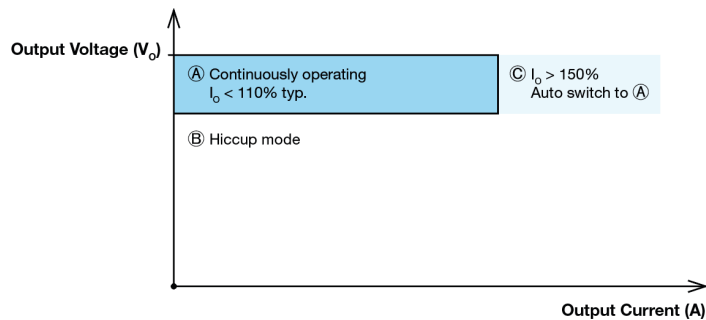 Output Voltage (VO)
Ⓐ Continuously operating
IO < 110% typ.
Ⓒ IO > 150%
Auto switch to Ⓐ
Ⓑ Hiccup mode
Output Current (A)